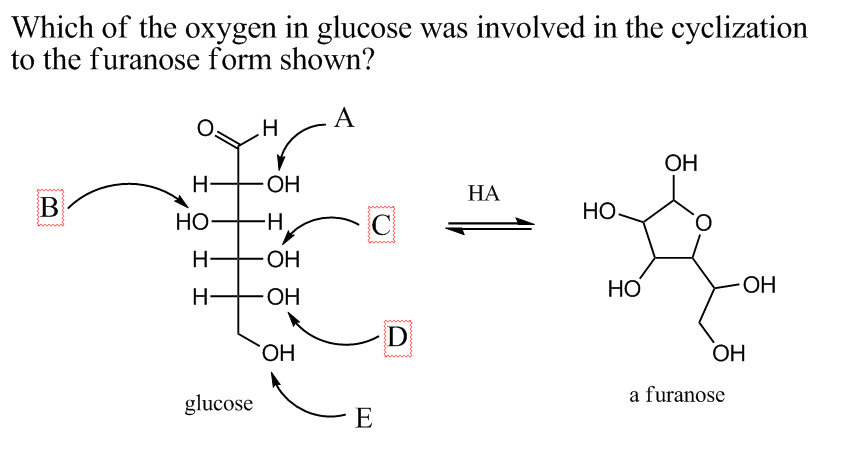 Which of the oxygen in glucose was involved in the cyclization
to the furanose form shown?
A
O H
H OH
B
HO H
C
H OH
H OH
D
OH
glucose
E
HA
OH
HO
O
HO
OH
OH
a furanose